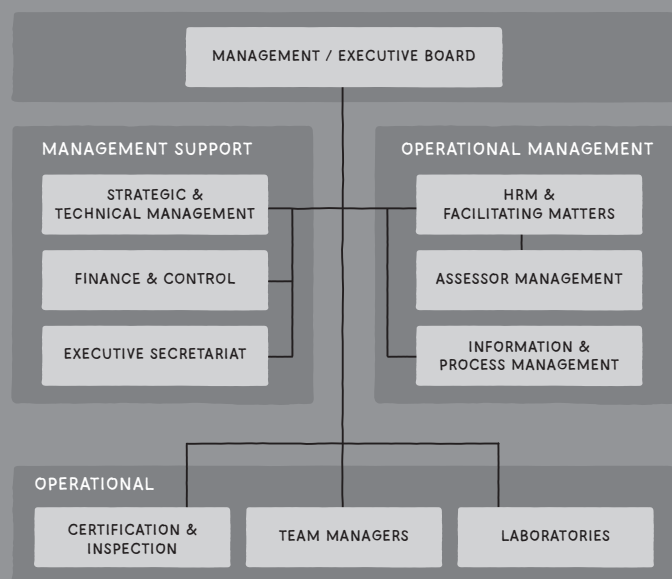 MANAGEMENT / EXECUTIVE BOARD
MANAGEMENT SUPPORT
STRATEGIC &
TECHNICAL MANAGEMENT
FINANCE & CONTROL
EXECUTIVE SECRETARIAT
OPERATIONAL MANAGEMENT
HRM &
FACILITATING MATTERS
ASSESSOR MANAGEMENT
INFORMATION &
PROCESS MANAGEMENT
OPERATIONAL
CERTIFICATION &
INSPECTION
TEAM MANAGERS
LABORATORIES